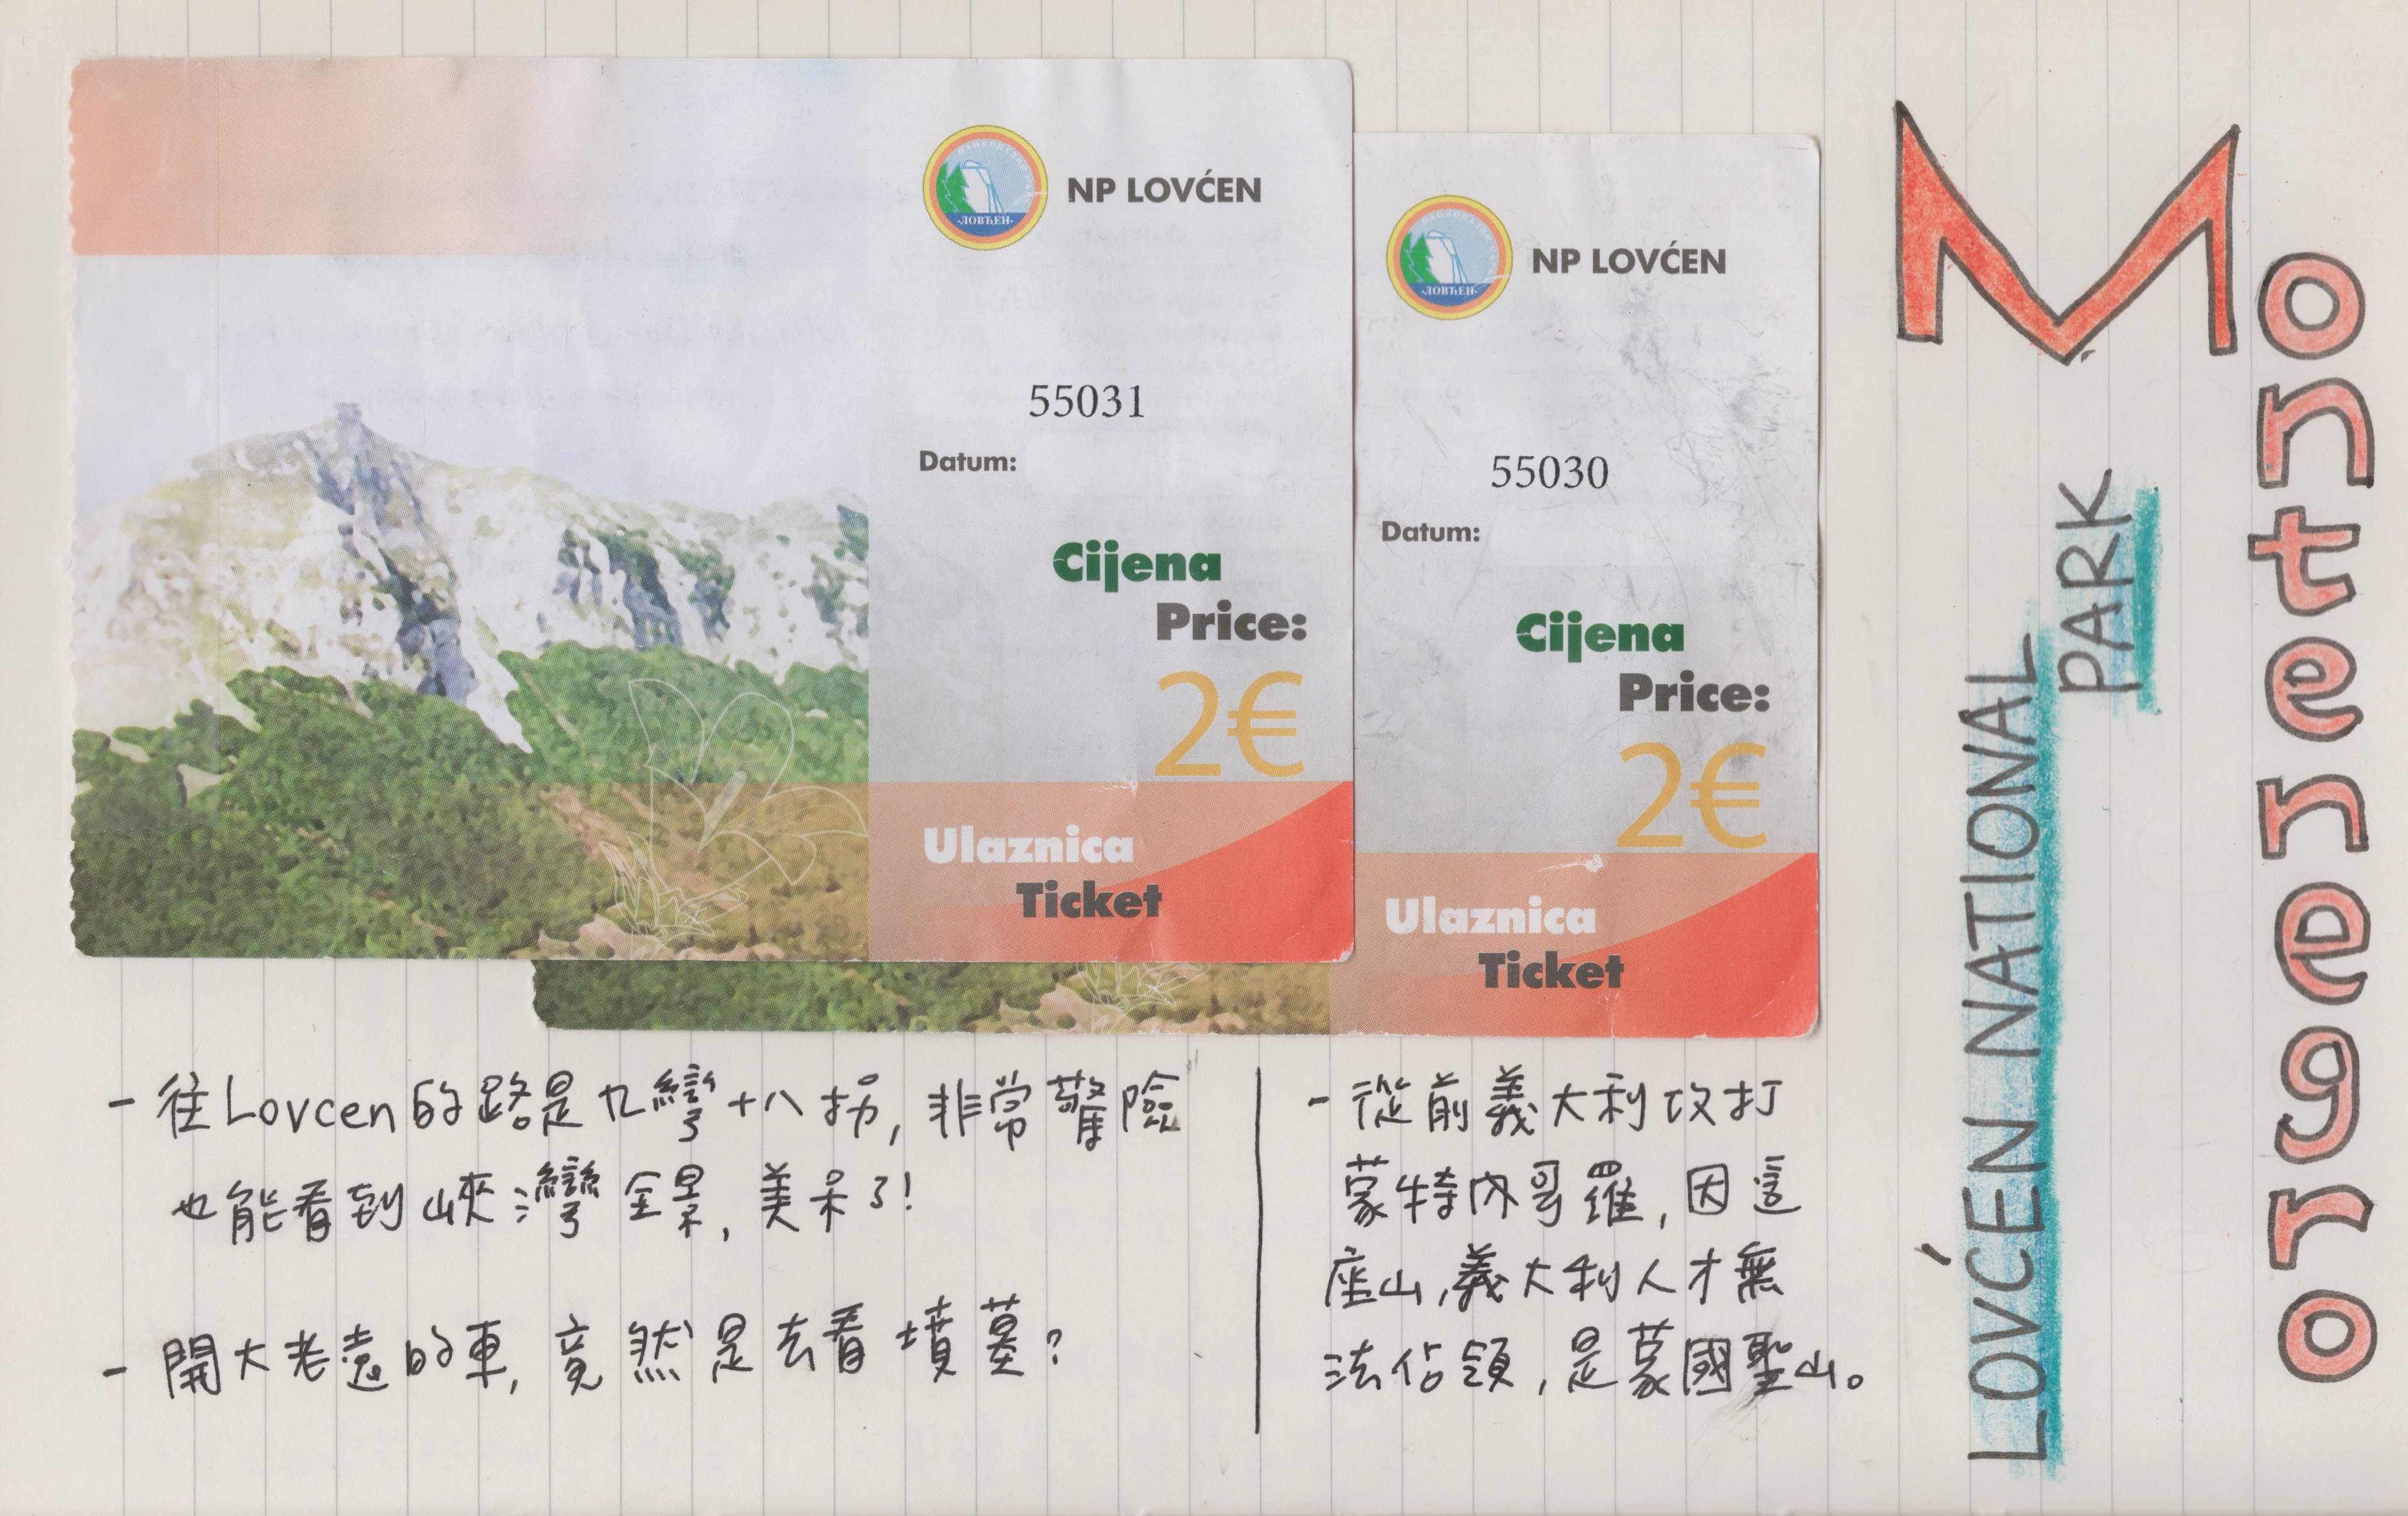 НАЦИОНАЛНИ ПАРК
·ЛОВЋЕН·
NP LOVĆEN
55031
Datum:
Cijena
Price:
2€
Ulaznica
Ticket
·ЛОВЋЕН·
NP LOVĆEN
55030
Datum:
Cijena
Price:
2€
Ulaznica
Ticket
Montenegro
LOVĆEN NATIONAL
PARK
- 往Lovcen的路是九彎十八拐, 非常驚險
也能看到峽灣全景, 美呆了!
- 開大老遠的車, 竟然是去看墳墓?
- 從前義大利攻打
蒙特內哥羅, 因這
座山, 義大利人才無
法佔領, 是蒙國聖山。